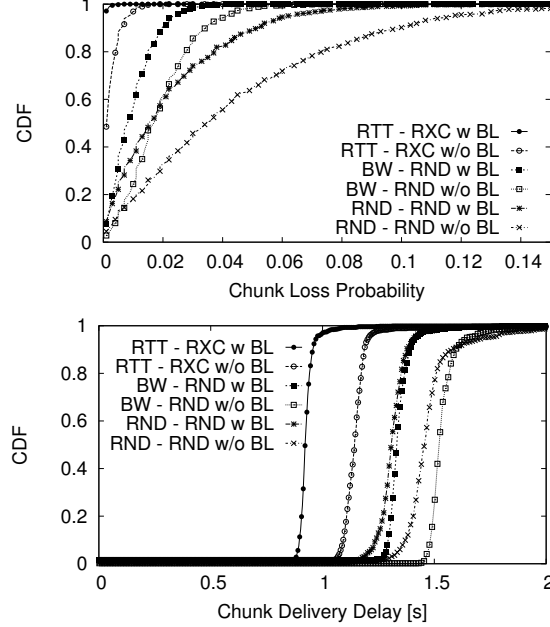 1
0.8
0.6
0.4
0.2
0
CDF
RTT - RXC w BL
RTT - RXC w/o BL
BW - RND w BL
BW - RND w/o BL
RND - RND w BL
RND - RND w/o BL
0 0.02 0.04 0.06 0.08 0.1 0.12 0.14
Chunk Loss Probability
1
0.8
0.6
0.4
0.2
0
CDF
RTT - RXC w BL
RTT - RXC w/o BL
BW - RND w BL
BW - RND w/o BL
RND - RND w BL
RND - RND w/o BL
0 0.5 1 1.5 2
Chunk Delivery Delay [s]